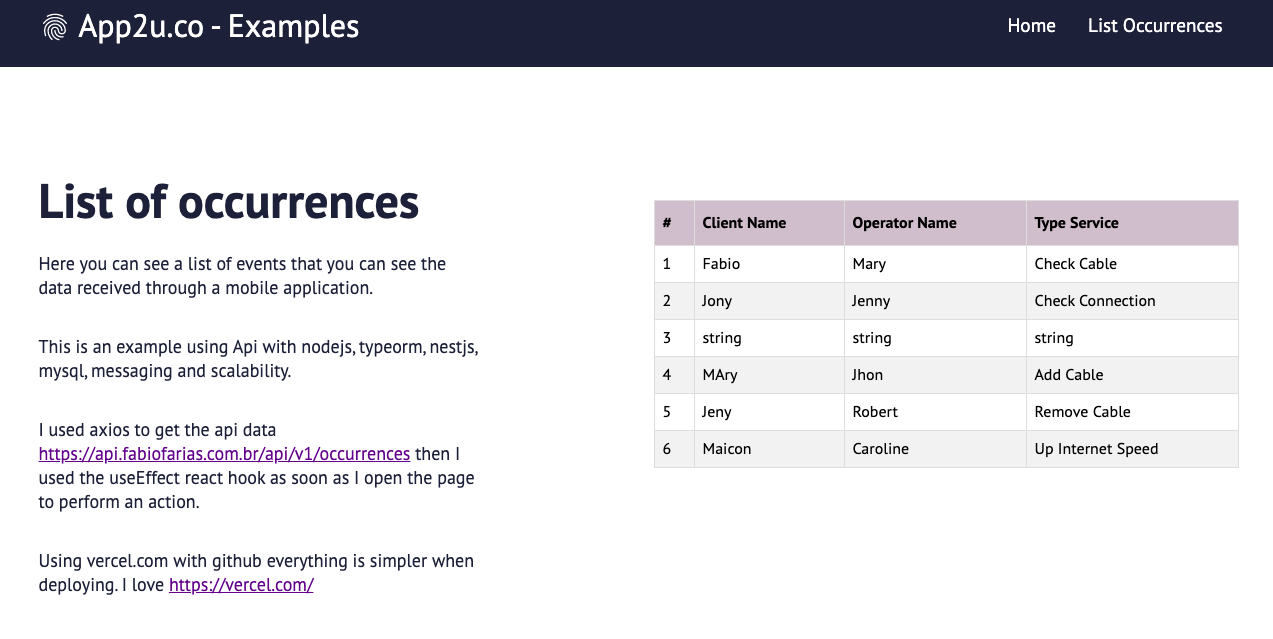 App2u.co - Examples
Home
List Occurrences
List of occurrences
Here you can see a list of events that you can see the
data received through a mobile application.
This is an example using Api with nodejs, typeorm, nestjs,
mysql, messaging and scalability.
I used axios to get the api data
https://api.fabiofarias.com.br/api/v1/occurrences then I
used the useEffect react hook as soon as I open the page
to perform an action.
Using vercel.com with github everything is simpler when
deploying. I love https://vercel.com/
# Client Name Operator Name Type Service
1 Fabio Mary Check Cable
2 Jony Jenny Check Connection
3 string string string
4 MAry Jhon Add Cable
5 Jeny Robert Remove Cable
6 Maicon Caroline Up Internet Speed